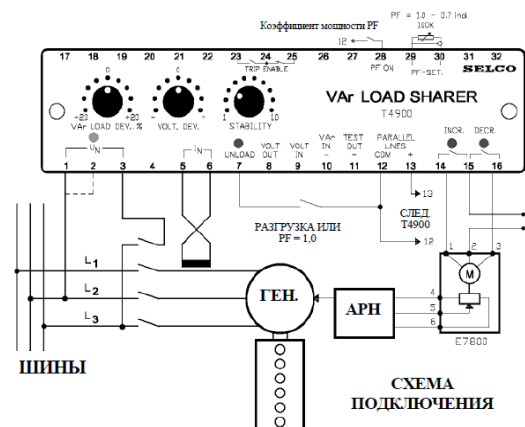 Коэффициент мощности PF
PF = 1.0 - 0.7 Ind
100K
12
17 18 19 20 21 22 23 24 25 26 27 28 29 30 31 32
TRIP ENABLE
PF ON
PF-SET.
SELCO
0
0
VAr LOAD SHARER
T4900
-20 +20
- +
1 10
VAr LOAD DEV. %
VOLT. DEV.
STABILITY
UN
IN
UNLOAD
VOLT OUT
VOLT IN
VAr IN
-
TEST OUT
-
PARALLEL LINES
COM +
INCR.
DECR.
1 2 3 5 6 7 8 9 10 11 12 13 14 15 16
13
СЛЕД.
T4900
12
РАЗГРУЗКА ИЛИ
PF = 1,0
L1
L2
L3
ГЕН.
АРН
1 2 3
M
4
5
6
E7800
ШИНЫ
СХЕМА
ПОДКЛЮЧЕНИЯ